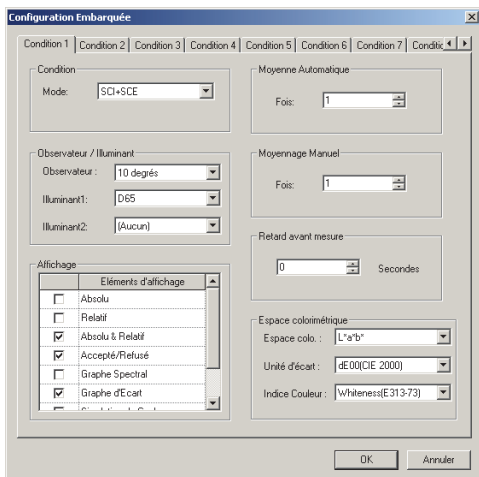 Configuration Embarquée
Condition 1 Condition 2 Condition 3 Condition 4 Condition 5 Condition 6 Condition 7
Condition
Mode: SCI+SCE
Observateur / Illuminant
Observateur : 10 degrés
Illuminant1: D65
Illuminant2: (Aucun)
Affichage
Eléments d'affichage
Absolu
Relatif
Absolu & Relatif
Accepté/Refusé
Graphe Spectral
Graphe d'Ecart
Moyenne Automatique
Fois: 1
Moyennage Manuel
Fois: 1
Retard avant mesure
0 Secondes
Espace colorimétrique
Espace colo. : L*a*b*
Unité d'écart : dE00(CIE 2000)
Indice Couleur : Whiteness(E313-73)
OK Annuler